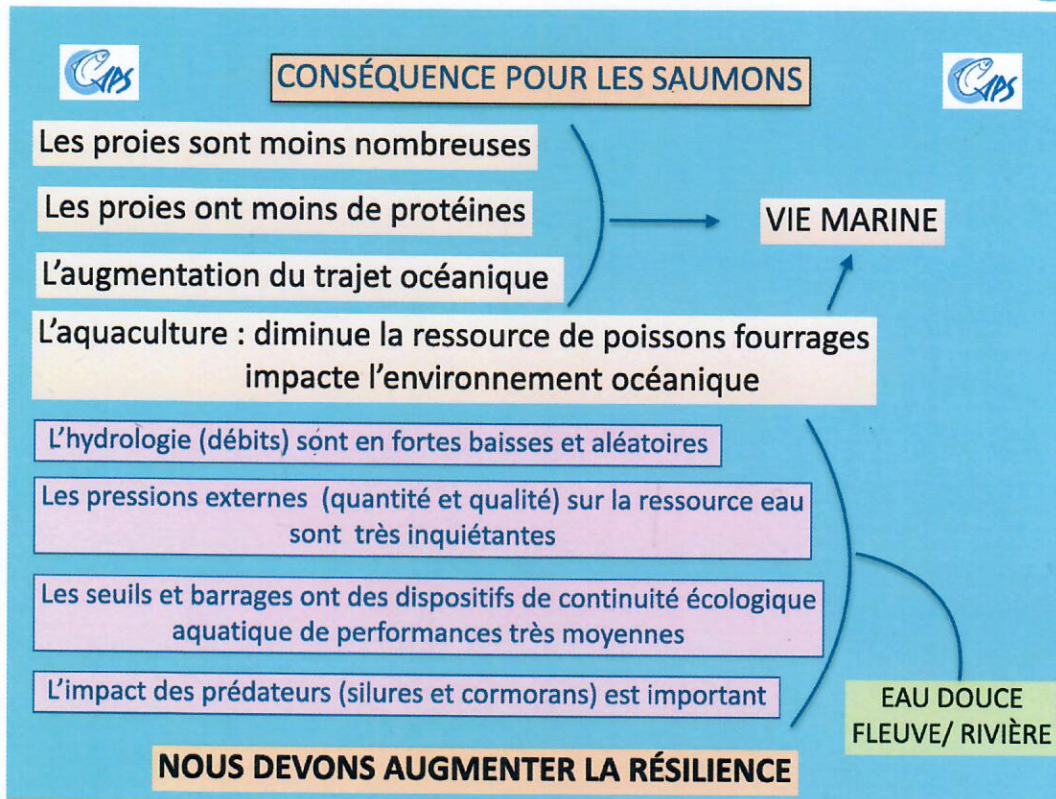 CAPS
CAPS
CONSÉQUENCE POUR LES SAUMONS
Les proies sont moins nombreuses
Les proies ont moins de protéines
VIE MARINE
L'augmentation du trajet océanique
L'aquaculture : diminue la ressource de poissons fourrages
impacte l'environnement océanique
L'hydrologie (débits) sont en fortes baisses et aléatoires
Les pressions externes (quantité et qualité) sur la ressource eau
sont très inquiétantes
Les seuils et barrages ont des dispositifs de continuité écologique
aquatique de performances très moyennes
L'impact des prédateurs (silures et cormorans) est important
EAU DOUCE
FLEUVE/ RIVIÈRE
NOUS DEVONS AUGMENTER LA RÉSILIENCE